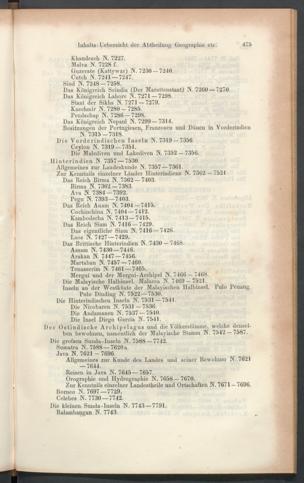 Inhalts-Uebersicht der Abtheilung Geographie etc. 475
Khandesch N. 7227.
Malva N. 7228 f.
Guzerate (Kattywar) N. 7230—7240.
Cutch N. 7241—7247.
Sind N. 7248—7259.
Das Königreich Scindia (Der Marattenstaat) N. 7260—7270.
Das Königreich Lahore N. 7271—7298.
Staat der Sikhs N. 7271—7279.
Kaschmir N. 7280—7285.
Pendschap N. 7286—7298.
Das Königreich Nepaul N. 7299—7314.
Besitzungen der Portugiesen, Franzosen und Dänen in Vorderindien
N. 7315—7318.
Die Vorderindischen Inseln N. 7319—7356
Ceylon N. 7319—7351.
Die Malediven und Lakediven N. 7352—7356.
Hinterindien N. 7357—7530.
Allgemeines zur Landeskunde N. 7357—7361.
Zur Kenntniss einzelner Länder Hinterindiens N. 7362—7521
Das Reich Birma N. 7362—7403.
Birma N. 7362—7383.
Ava N. 7384—7392.
Pegu N. 7393—7403.
Das Reich Anam N. 7404—7415.
Cochinchina N. 7404—7412.
Kambodscha N. 7413—7415.
Das Reich Siam N. 7416—7429.
Das eigentliche Siam N. 7416—7426.
Laos N. 7427—7429.
Das Brittische Hinterindien N. 7430—7468.
Assam N. 7430—7446.
Arakan N. 7447—7456.
Martaban N. 7457—7460.
Tenasserim N. 7461—7465.
Mergui und der Mergui-Archipel N. 7466—7468.
Die Malayische Halbinsel. Malacca N. 7469—7521.
Inseln an der Westküste der Malayischen Halbinsel. Pulo Penang
Pulo Dinding N. 7522—7530.
Die Hinterindischen Inseln N. 7531—7541.
Die Nicobaren N. 7531—7536.
Die Andamanen N. 7537—7540.
Die Insel Diego Garcia N. 7541.
Der Ostindische Archipelagus und die Völkerstämme, welche densel-
ben bewohnen, namentlich der Malayische Stamm N. 7542—7587.
Die grofsen Sunda-Inseln N. 7588—7742.
Sumatra N. 7588—7620a.
Java N. 7621—7696.
Allgemeines zur Kunde des Landes und seiner Bewohner N. 7621
—7644.
Reisen in Java N. 7645—7657.
Orographie und Hydrographie N. 7658—7670.
Zur Kenntniss einzelner Landestheile und Ortschaften N. 7671—7696.
Borneo N. 7697—7729.
Celebes N. 7730—7742.
Die kleinen Sunda-Inseln N. 7743—7791.
Balambangan N. 7743.